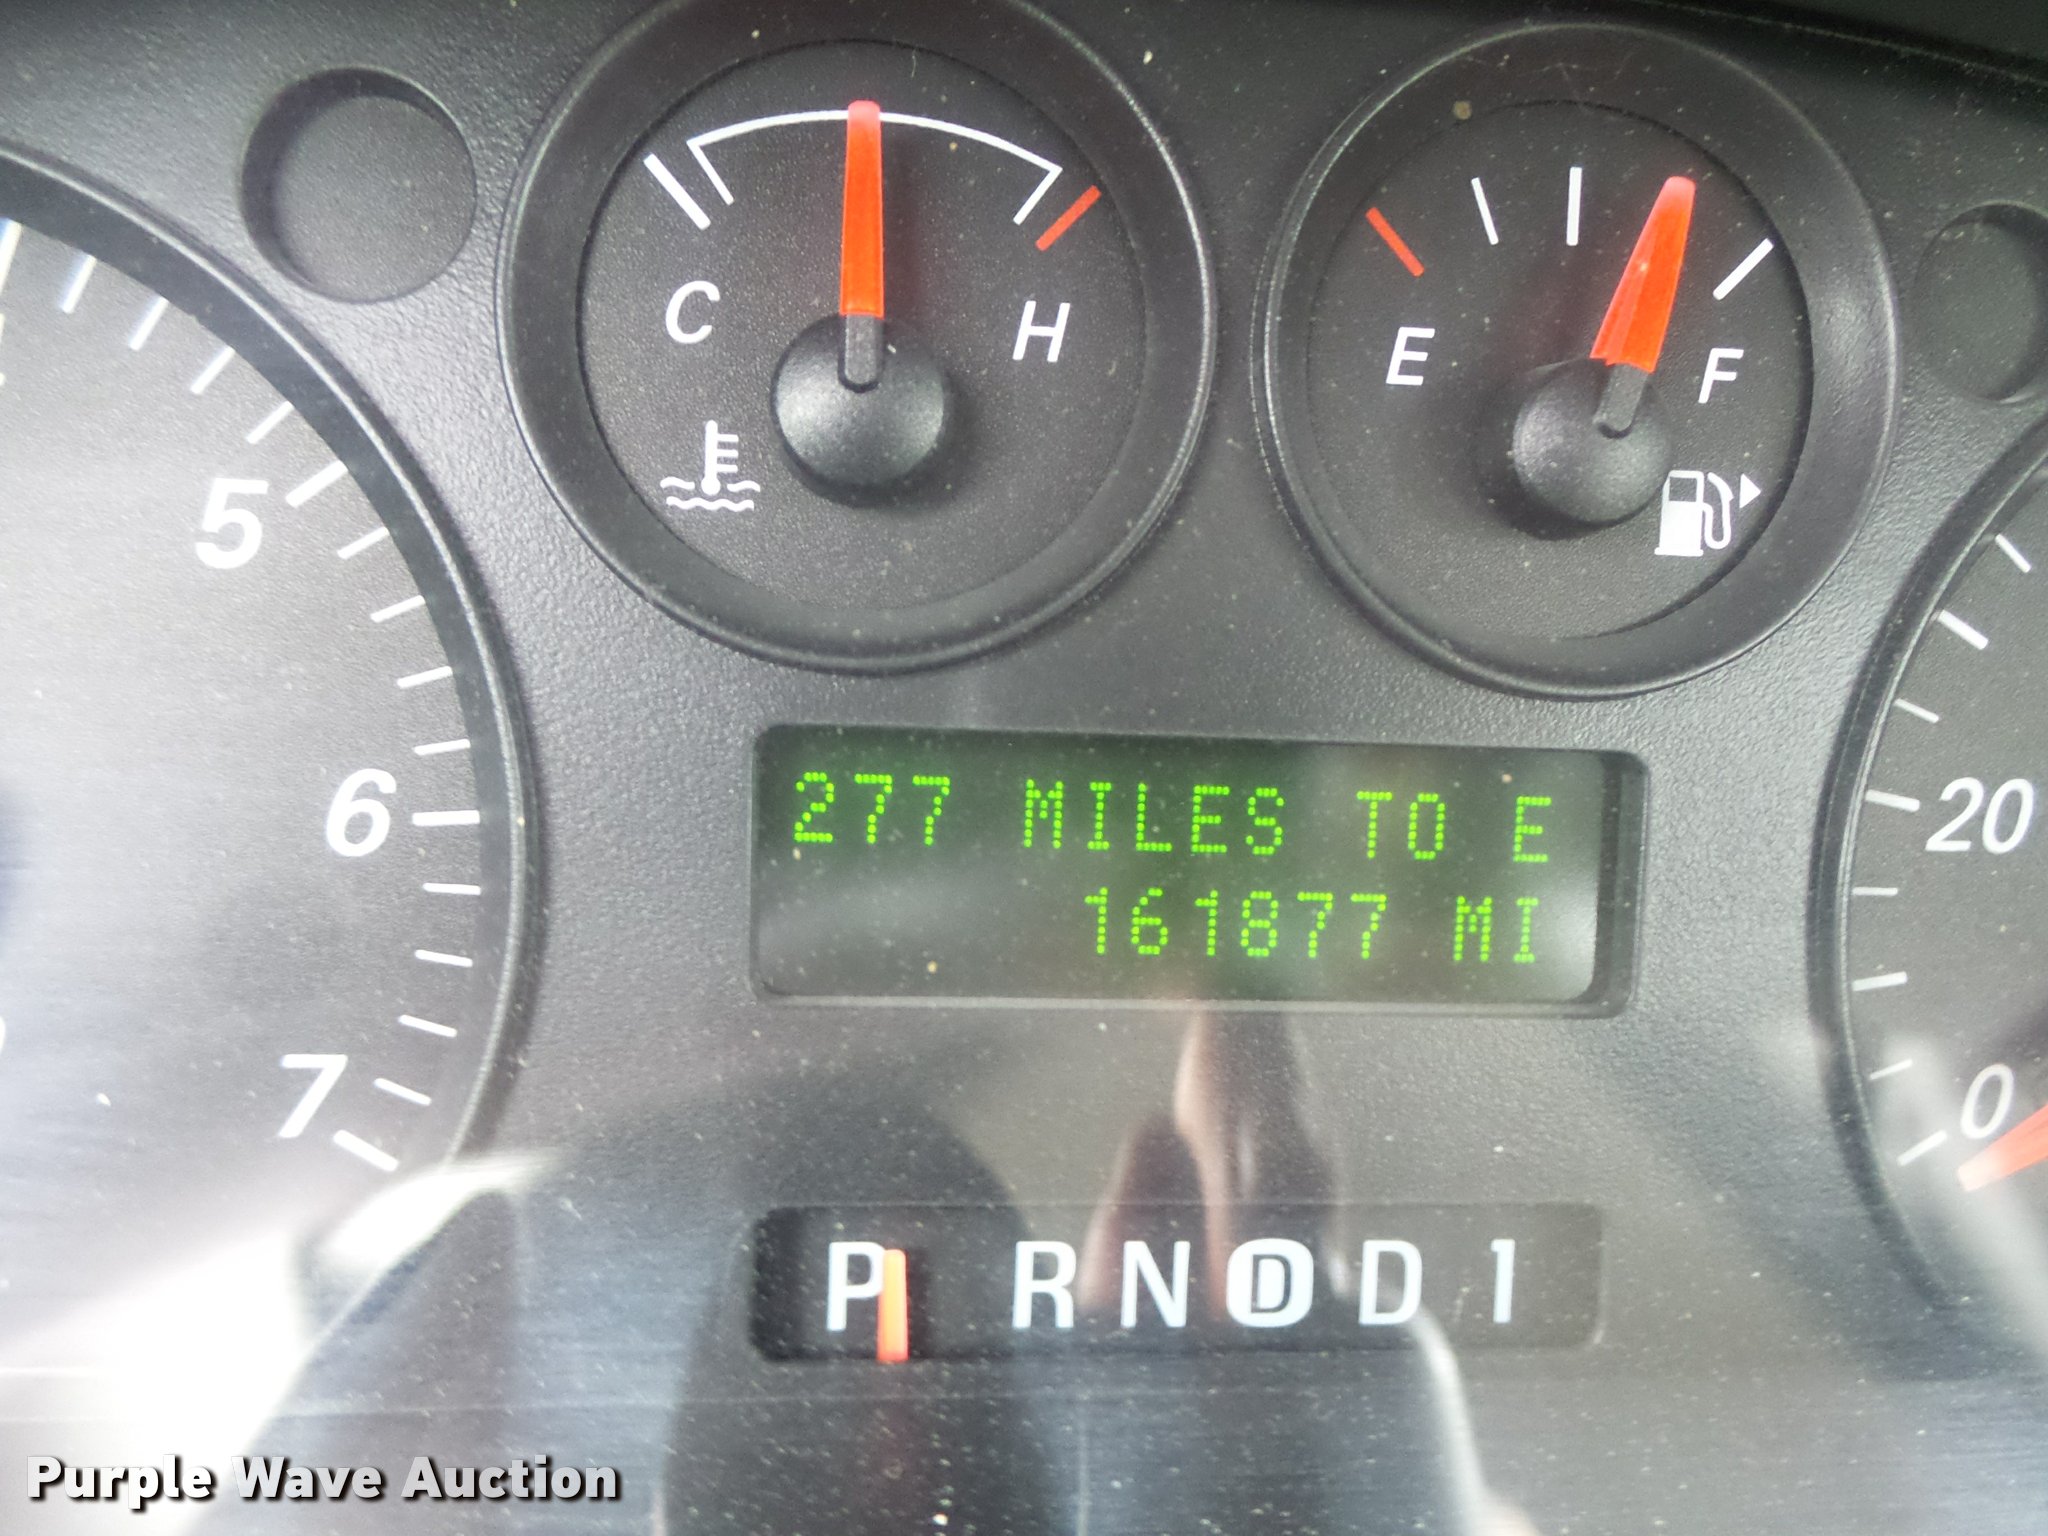 C H
E F
5
6
7
277 MILES TO E
161877 MI
20
0
P R N D D 1
Purple Wave Auction